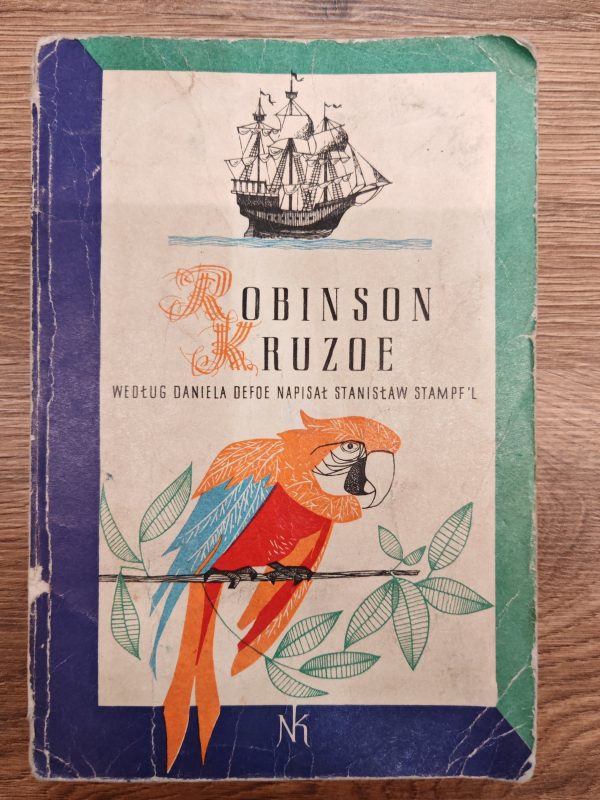 ROBINSON
KRUZOE
WEDŁUG DANIELA DEFOE NAPISAŁ STANISŁAW STAMPF'L
NK